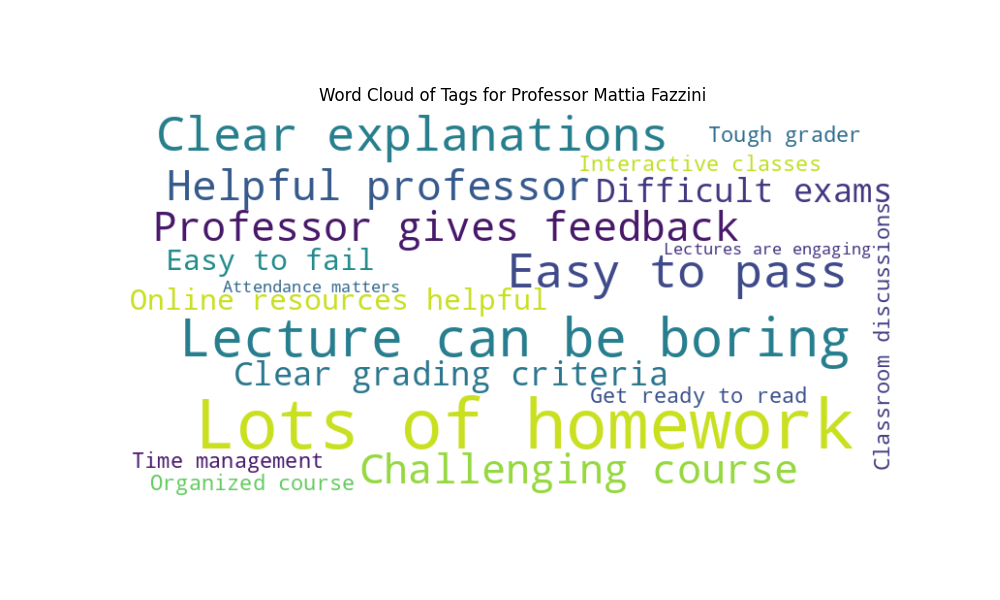 Word Cloud of Tags for Professor Mattia Fazzini
Clear explanations
Tough grader
Interactive classes
Helpful professor
Difficult exams
Professor gives feedback
Lectures are engaging
Easy to fail
Easy to pass
Attendance matters
Online resources helpful
Classroom discussions
Lecture can be boring
Clear grading criteria
Get ready to read
Lots of homework
Time management
Challenging course
Organized course